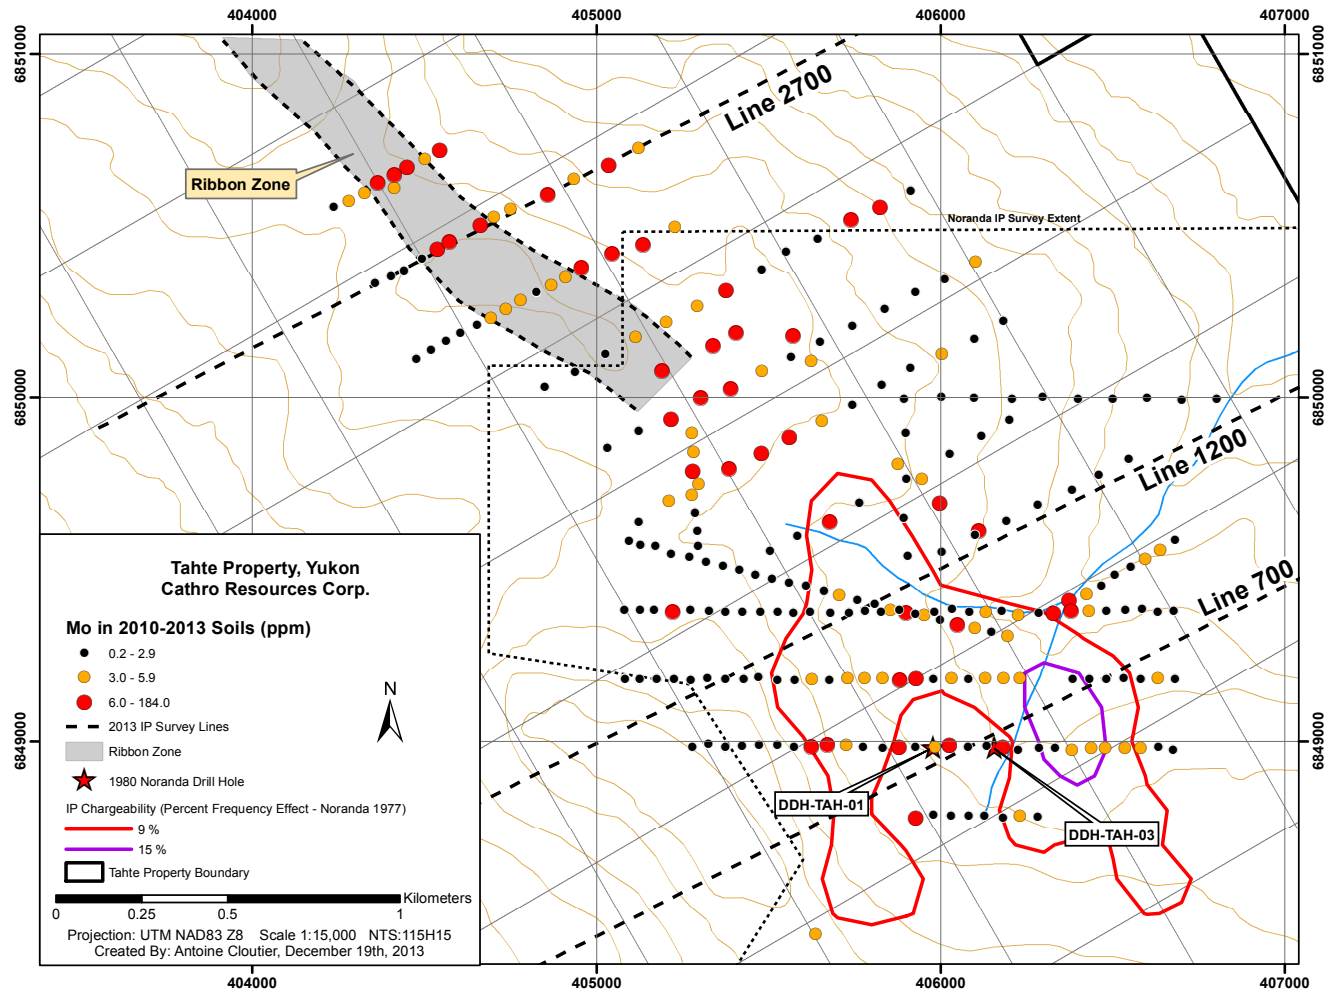 404000
405000
406000
407000
6851000
6851000
Line 2700
Ribbon Zone
Noranda IP Survey Extent
6850000
6850000
Line 1200
Line 700
6849000
6849000
DDH-TAH-01
DDH-TAH-03
Tahte Property, Yukon
Cathro Resources Corp.
Mo in 2010-2013 Soils (ppm)
0.2 - 2.9
3.0 - 5.9
6.0 - 184.0
N
2013 IP Survey Lines
Ribbon Zone
1980 Noranda Drill Hole
IP Chargeability (Percent Frequency Effect - Noranda 1977)
9 %
15 %
Tahte Property Boundary
Kilometers
0 0.25 0.5 1
Projection: UTM NAD83 Z8 Scale 1:15,000 NTS:115H15
Created By: Antoine Cloutier, December 19th, 2013
404000
405000
406000
407000